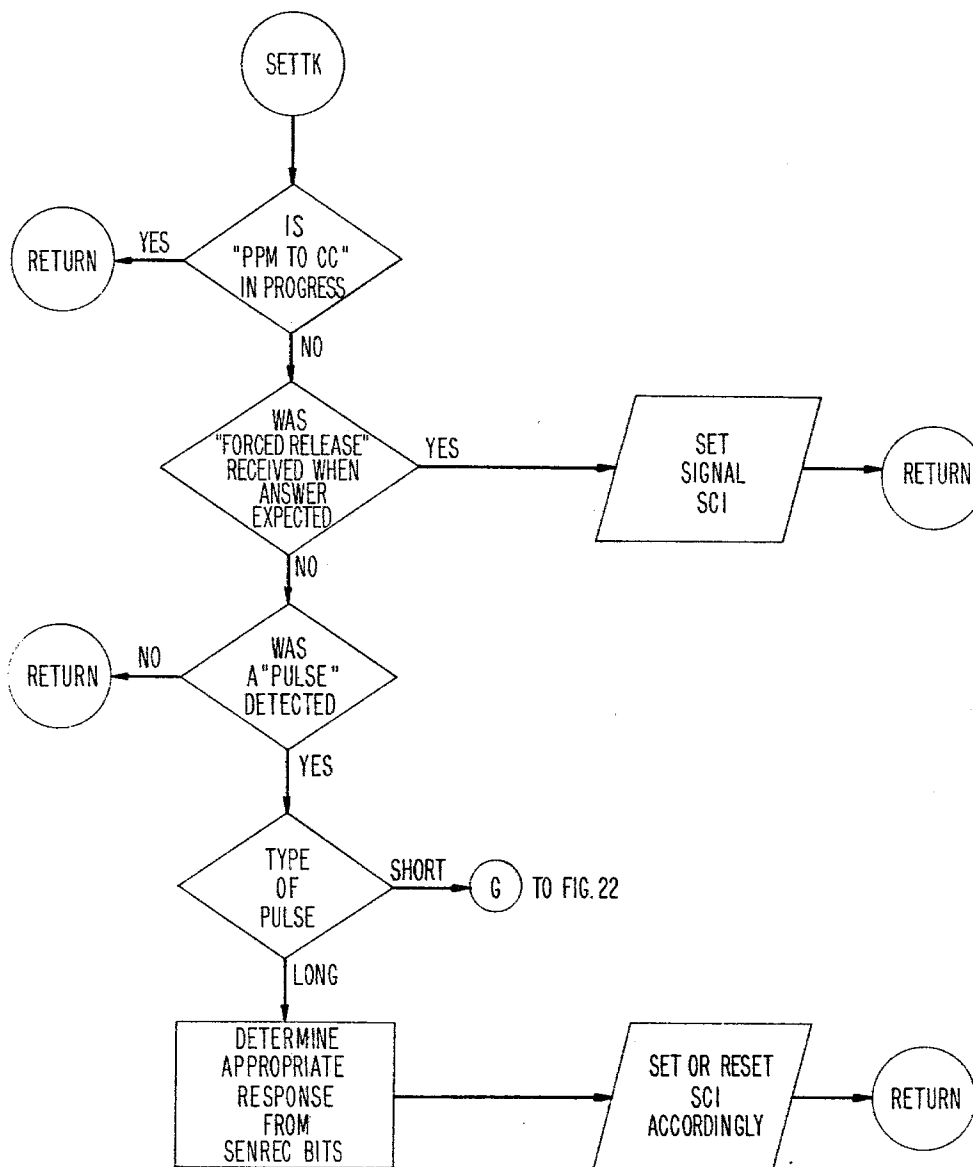 SETTK
IS
"PPM TO CC"
IN PROGRESS
YES
RETURN
NO
WAS
"FORCED RELEASE"
RECEIVED WHEN
ANSWER
EXPECTED
YES
SET
SIGNAL
SCI
RETURN
NO
WAS
A "PULSE"
DETECTED
NO
RETURN
YES
TYPE
OF
PULSE
SHORT
G
TO FIG. 22
LONG
DETERMINE
APPROPRIATE
RESPONSE
FROM
SENREC BITS
SET OR RESET
SCI
ACCORDINGLY
RETURN